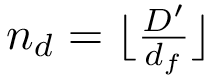 $n_d = \lfloor \frac{D'}{d_f} \rfloor$